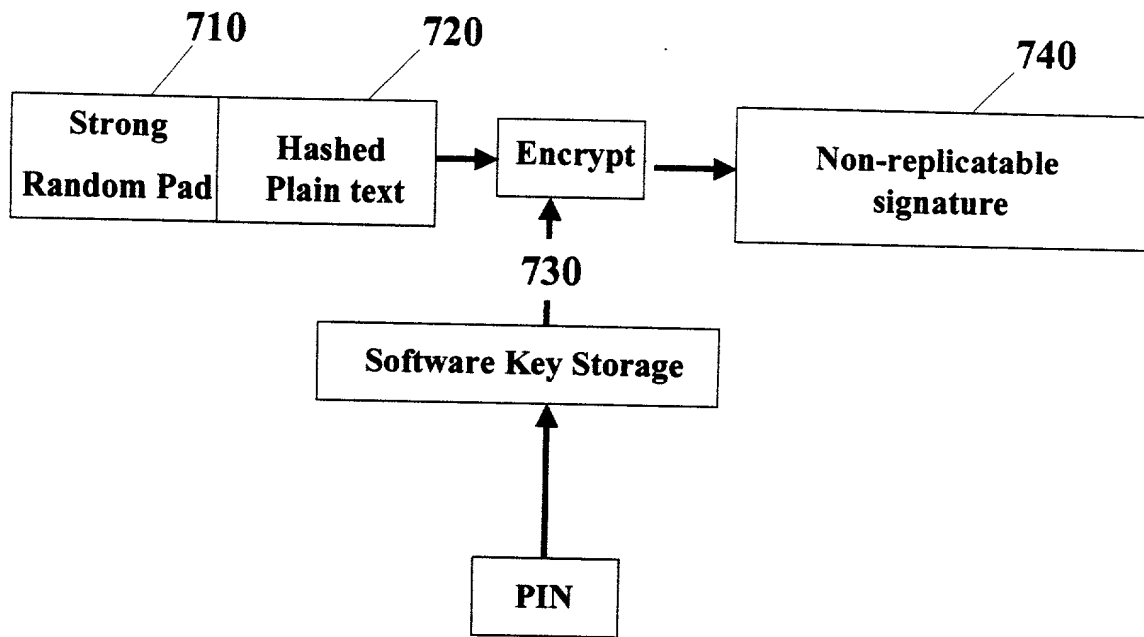 710
720
740
Strong
Random Pad
Hashed
Plain text
Encrypt
Non-replicatable
signature
730
Software Key Storage
PIN